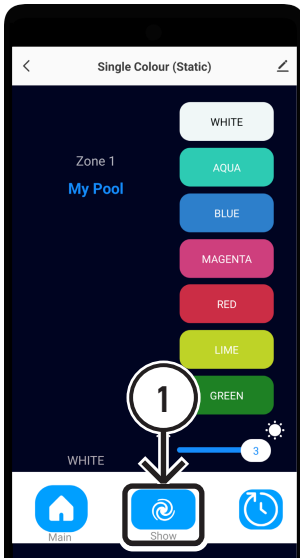 Single Colour (Static)
WHITE
Zone 1
AQUA
My Pool
BLUE
MAGENTA
RED
LIME
GREEN
1
3
WHITE
Main
Show